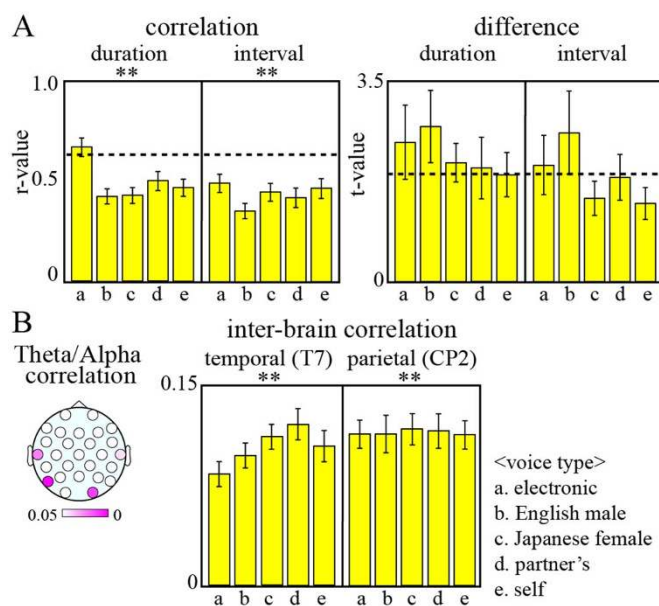 A
correlation
difference
duration
**
interval
**
duration
interval
1.0
0.5
0
r-value
a b c d e
a b c d e
3.5
0
t-value
a b c d e
a b c d e
B
inter-brain correlation
Theta/Alpha
correlation
0.05
0
temporal (T7)
**
parietal (CP2)
**
0.15
0
a b c d e
a b c d e
<voice type>
a. electronic
b. English male
c. Japanese female
d. partner's
e. self